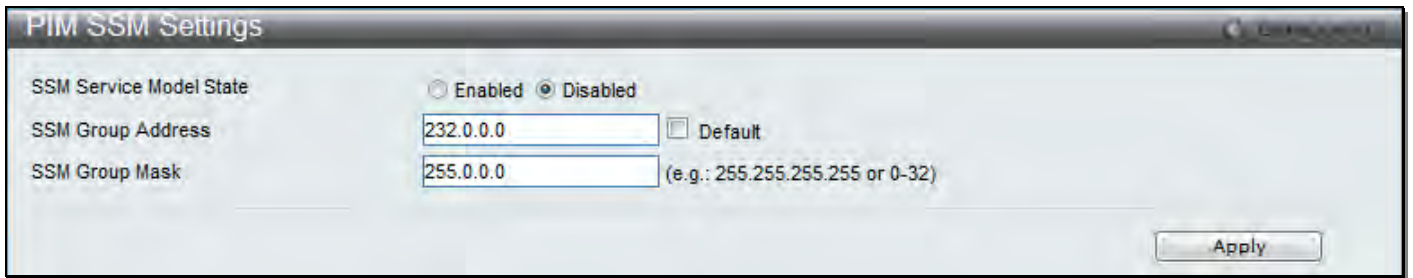 PIM SSM Settings
SSM Service Model State Enabled Disabled
SSM Group Address 232.0.0.0 Default
SSM Group Mask 255.0.0.0 (e.g.: 255.255.255.255 or 0-32)
Apply